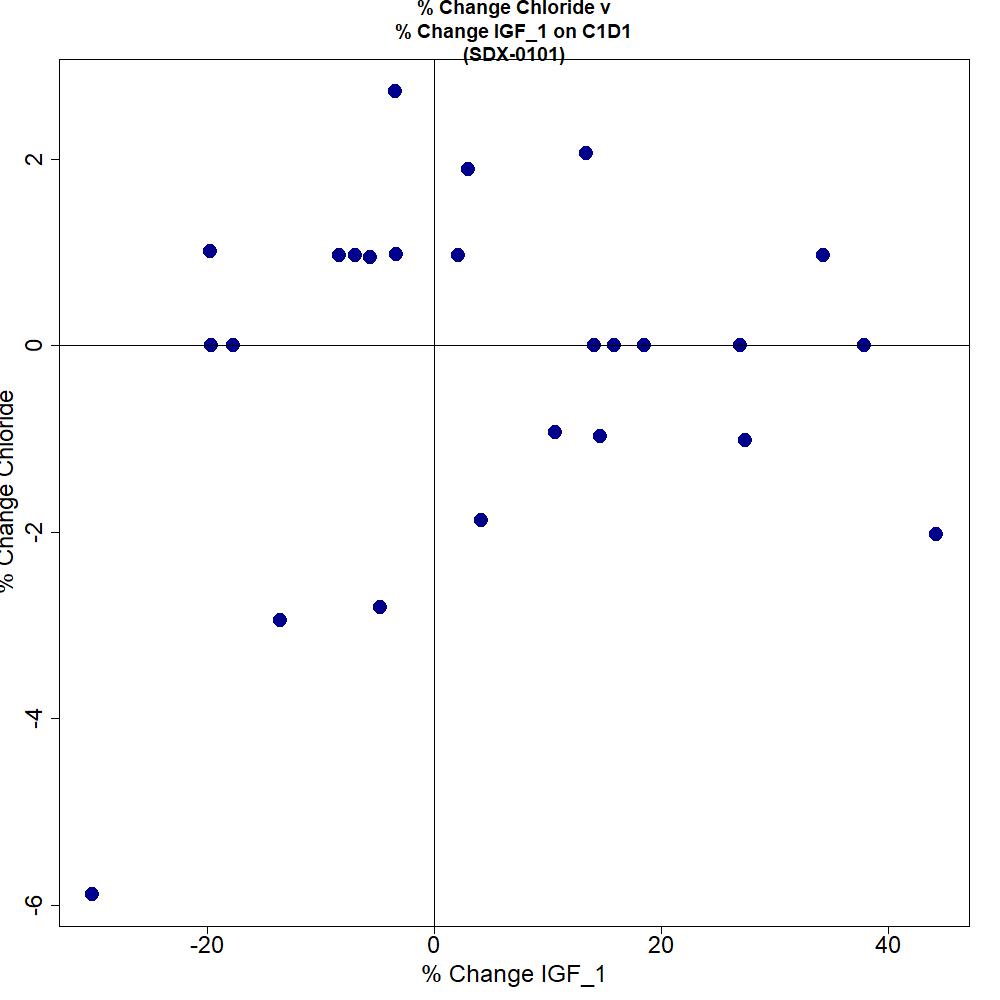 % Change Chloride v
% Change IGF_1 on C1D1
(SDX-0101)
% Change Chloride
2
0
-2
-4
-6
-20
0
20
40
% Change IGF_1